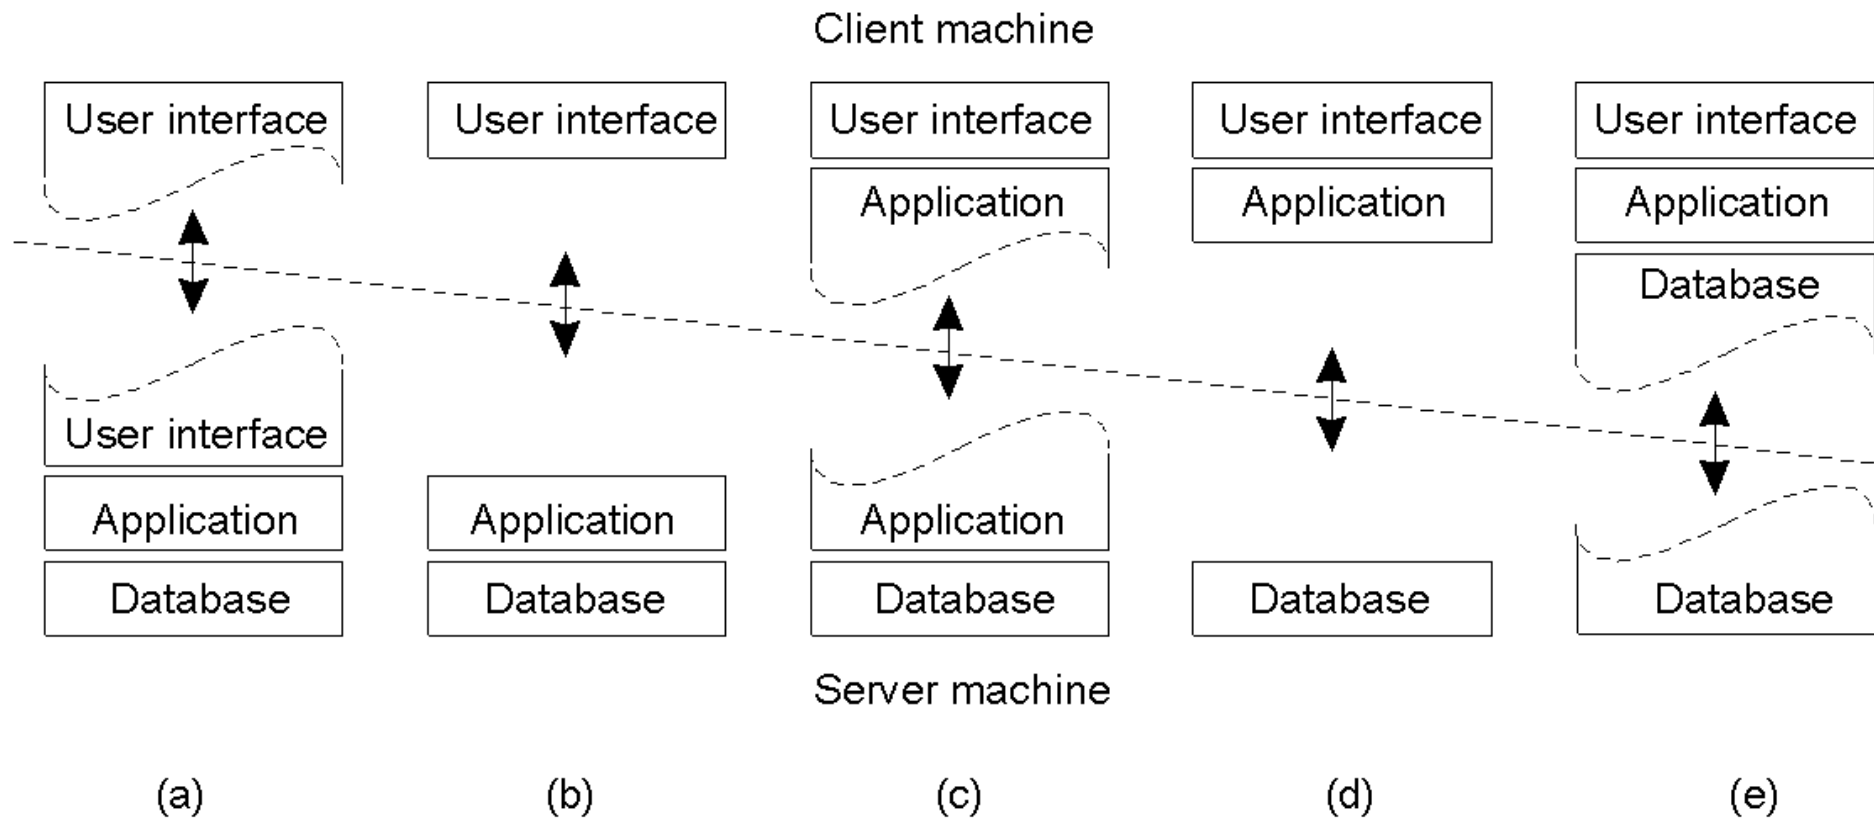 Client machine
User interface User interface User interface User interface User interface
Application Application Application
Database
User interface
Application Application Application
Database Database Database Database Database
Server machine
(a) (b) (c) (d) (e)